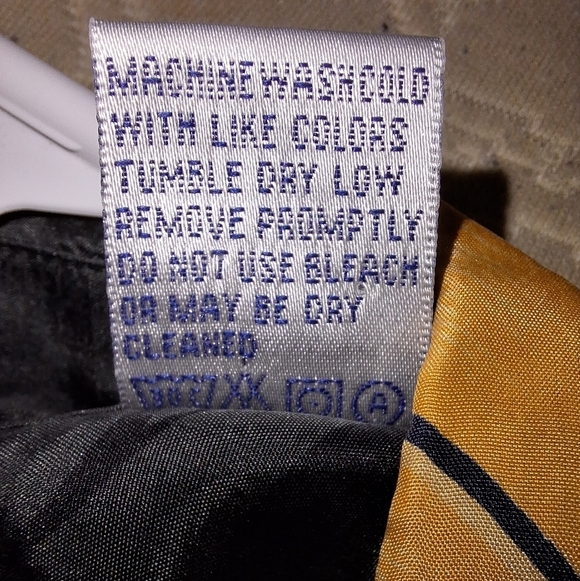 MACHINE WASH COLD
WITH LIKE COLORS
TUMBLE DRY LOW
REMOVE PROMPTLY
DO NOT USE BLEACH
OR MAY BE DRY
CLEANED
A